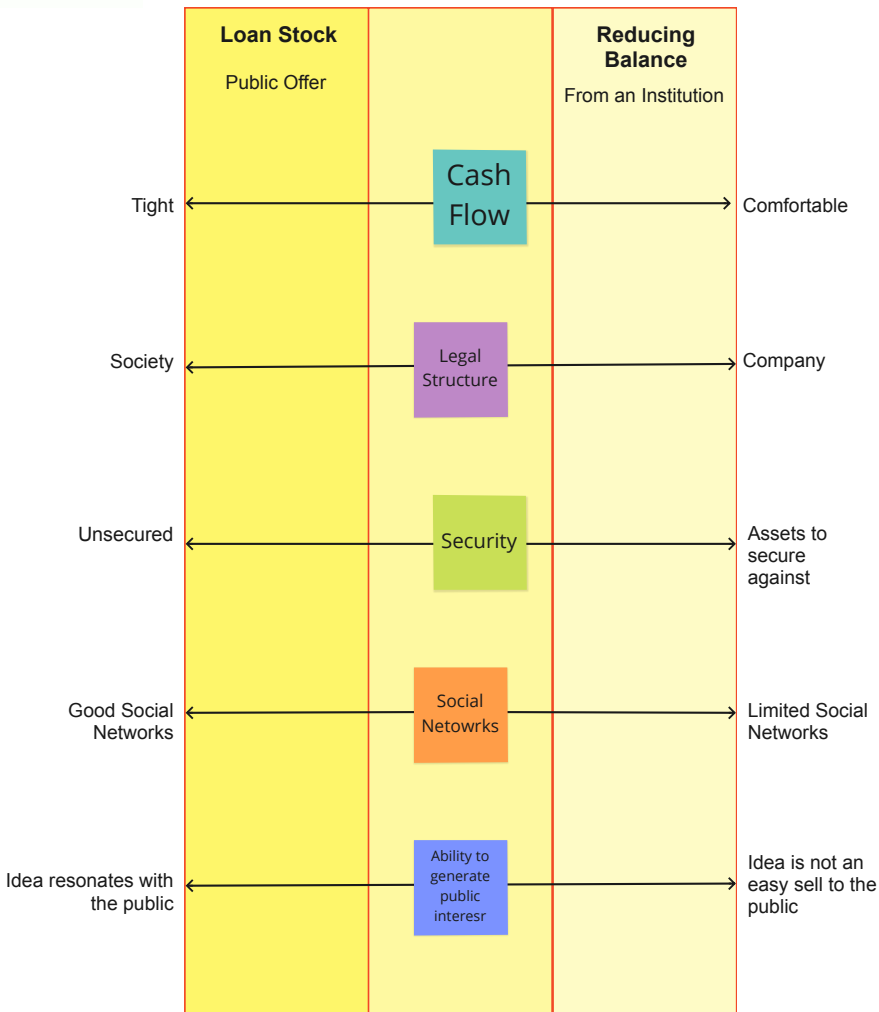 Loan Stock
Public Offer
Reducing
Balance
From an Institution
Tight
Cash
Flow
Comfortable
Society
Legal
Structure
Company
Unsecured
Security
Assets to
secure
against
Good Social
Networks
Social
Netowrks
Limited Social
Networks
Idea resonates with
the public
Ability to
generate
public
interesr
Idea is not an
easy sell to the
public